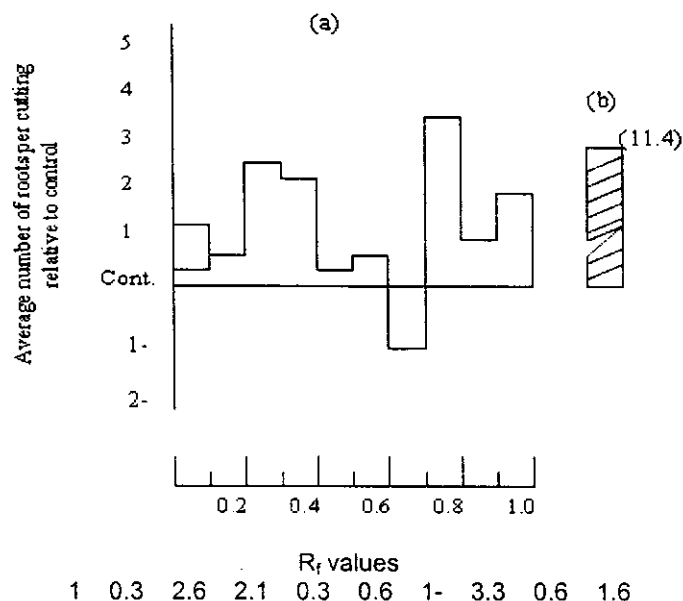 (a)
5
4
3
2
1
Cont.
1-
2-
Average number of rootsper cutting
relative to control
(b)
(11.4)
0.2 0.4 0.6 0.8 1.0
Rf values
1 0.3 2.6 2.1 0.3 0.6 1- 3.3 0.6 1.6